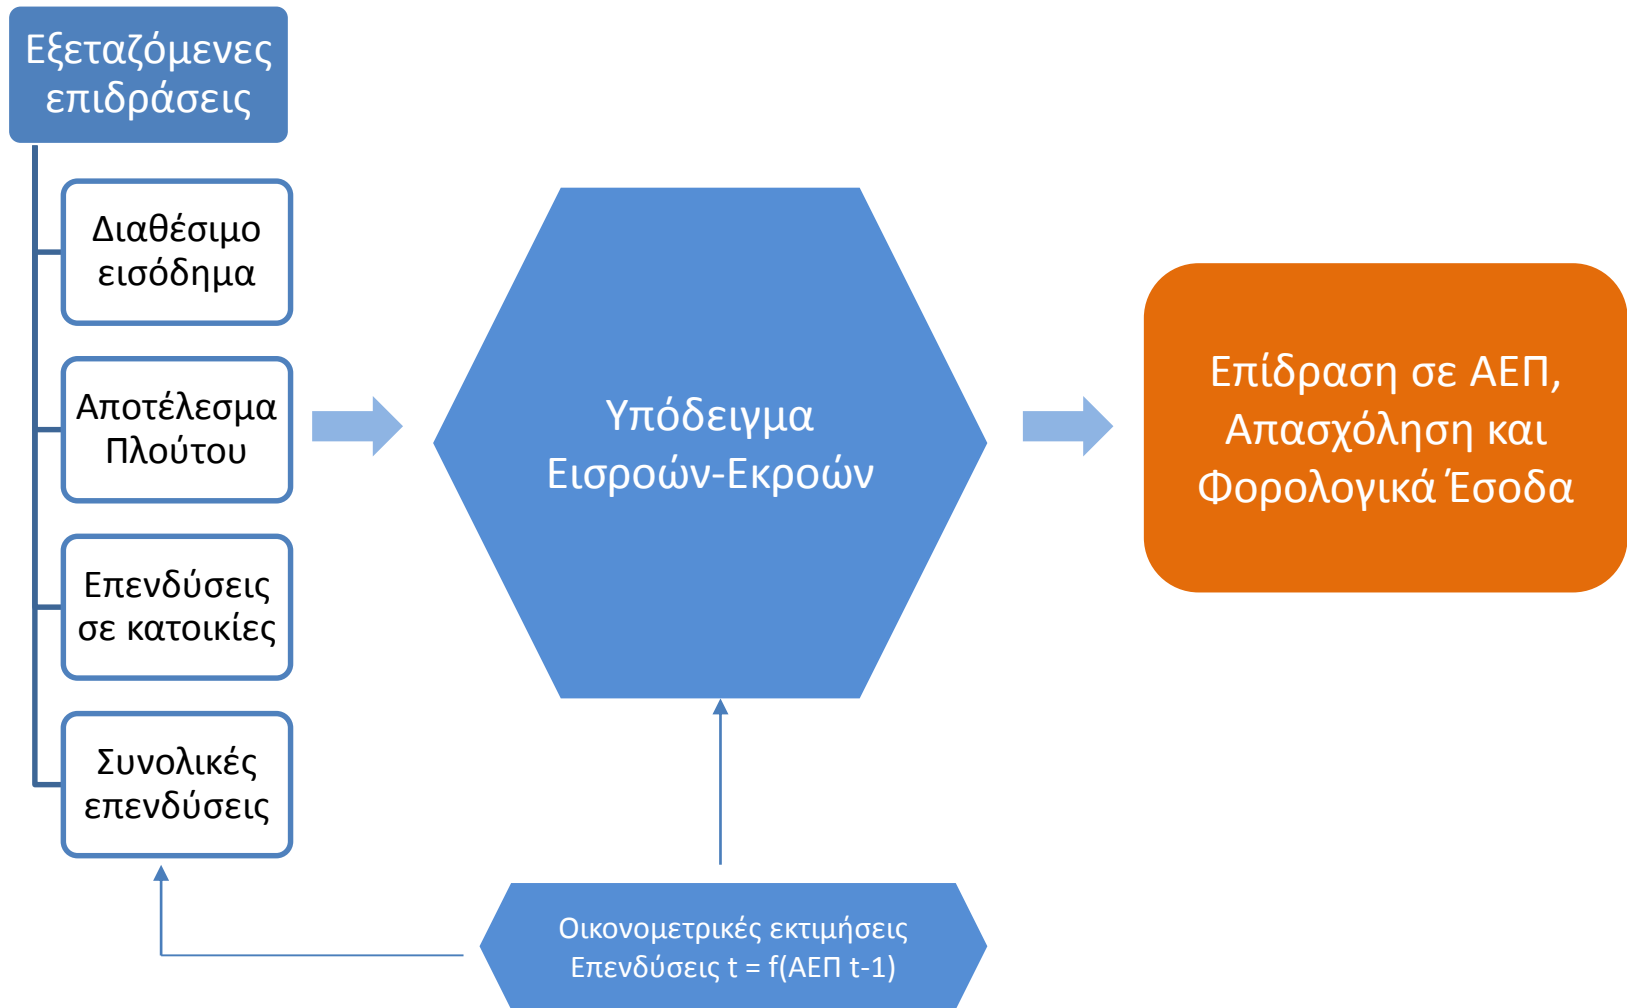 Εξεταζόμενες
επιδράσεις
Διαθέσιμο
εισόδημα
Αποτέλεσμα
Πλούτου
Επενδύσεις
σε κατοικίες
Συνολικές
επενδύσεις
Υπόδειγμα
Εισροών-Εκροών
Επίδραση σε ΑΕΠ,
Απασχόληση και
Φορολογικά Έσοδα
Οικονομετρικές εκτιμήσεις
Επενδύσεις t = f(ΑΕΠ t-1)